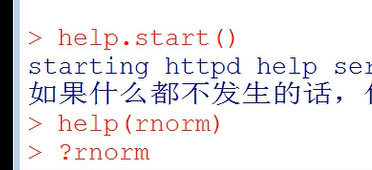 > help.start()
starting httpd help ser
如果什么都不发生的话，
> help(rnorm)
> ?rnorm